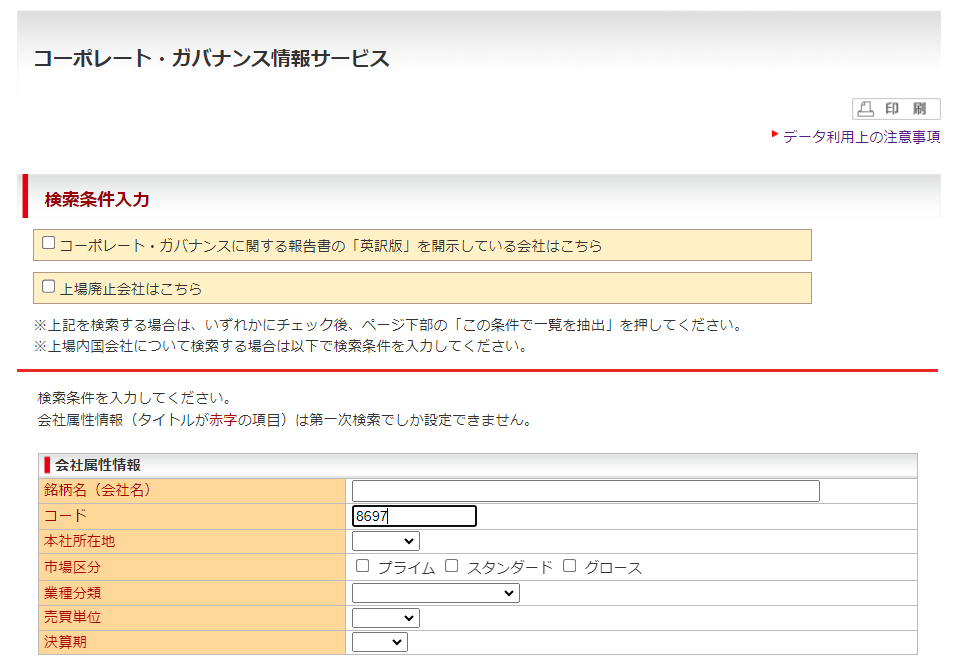 コーポレート・ガバナンス情報サービス
印 刷
データ利用上の注意事項
検索条件入力
コーポレート・ガバナンスに関する報告書の「英訳版」を開示している会社はこちら
上場廃止会社はこちら
※上記を検索する場合は、いずれかにチェック後、ページ下部の「この条件で一覧を抽出」を押してください。
※上場内国会社について検索する場合は以下で検索条件を入力してください。
検索条件を入力してください。
会社属性情報（タイトルが赤字の項目）は第一次検索でしか設定できません。
会社属性情報
銘柄名（会社名）
コード 8697
本社所在地
市場区分 プライム スタンダード グロース
業種分類
売買単位
決算期